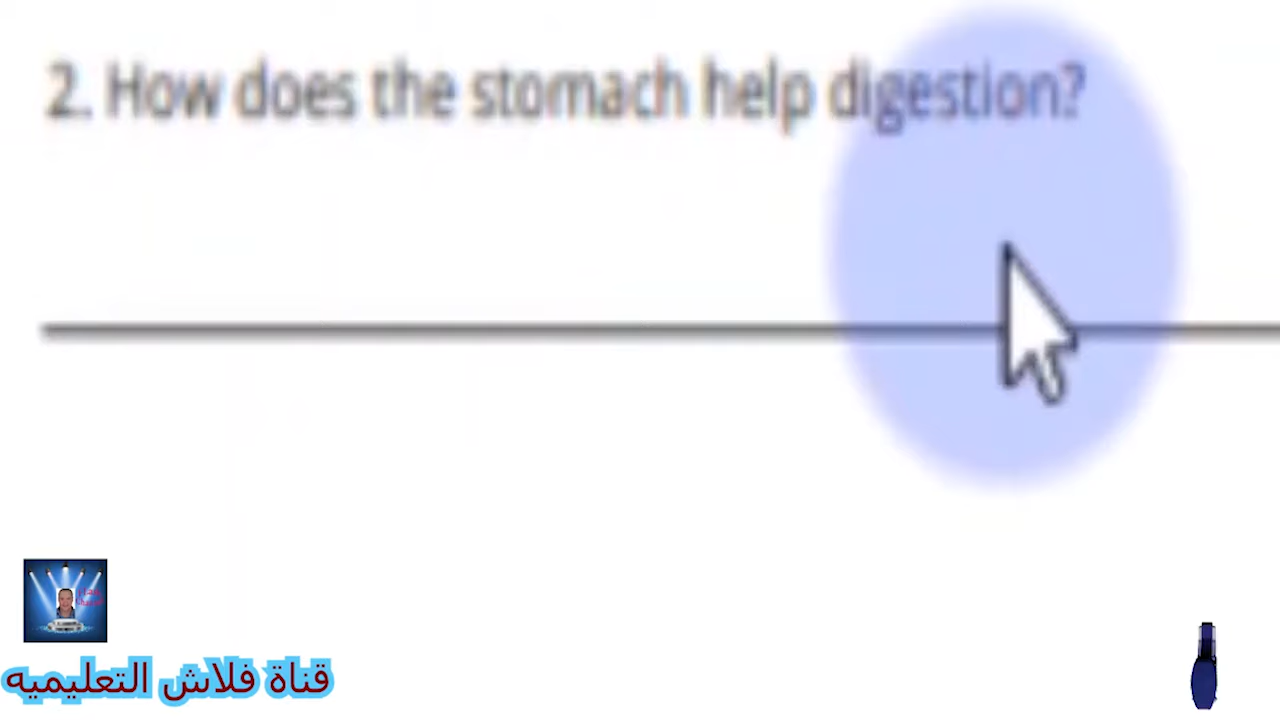 2. How does the stomach help digestion?
قناة فلاش التعليميه